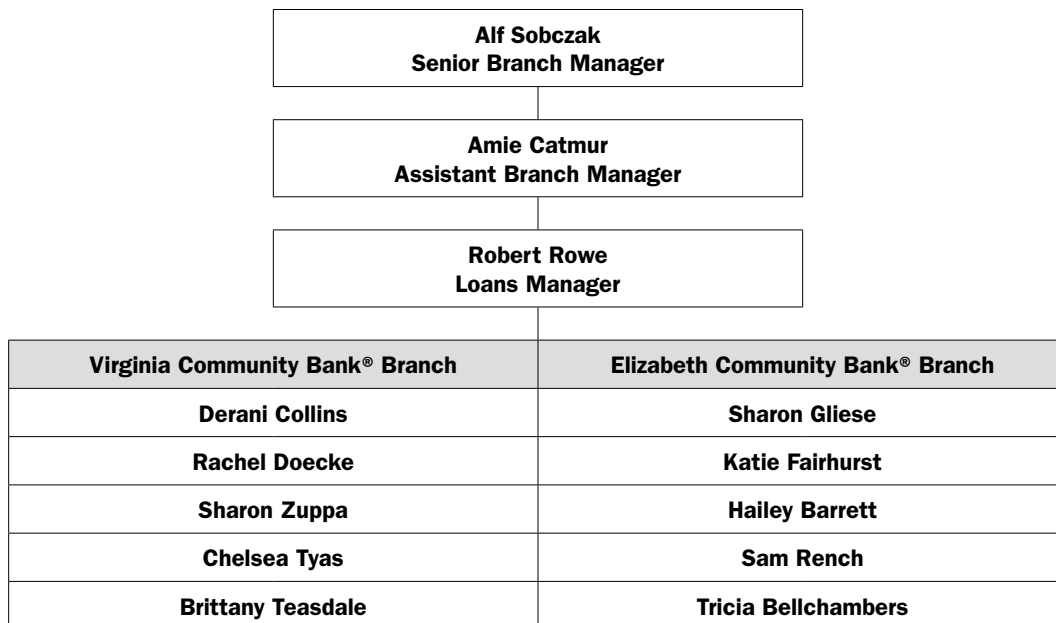 Alf Sobczak
Senior Branch Manager
Amie Catmur
Assistant Branch Manager
Robert Rowe
Loans Manager
Virginia Community Bank® Branch
Elizabeth Community Bank® Branch
Derani Collins
Sharon Gliese
Rachel Doecke
Katie Fairhurst
Sharon Zuppa
Hailey Barrett
Chelsea Tyas
Sam Rench
Brittany Teasdale
Tricia Bellchambers